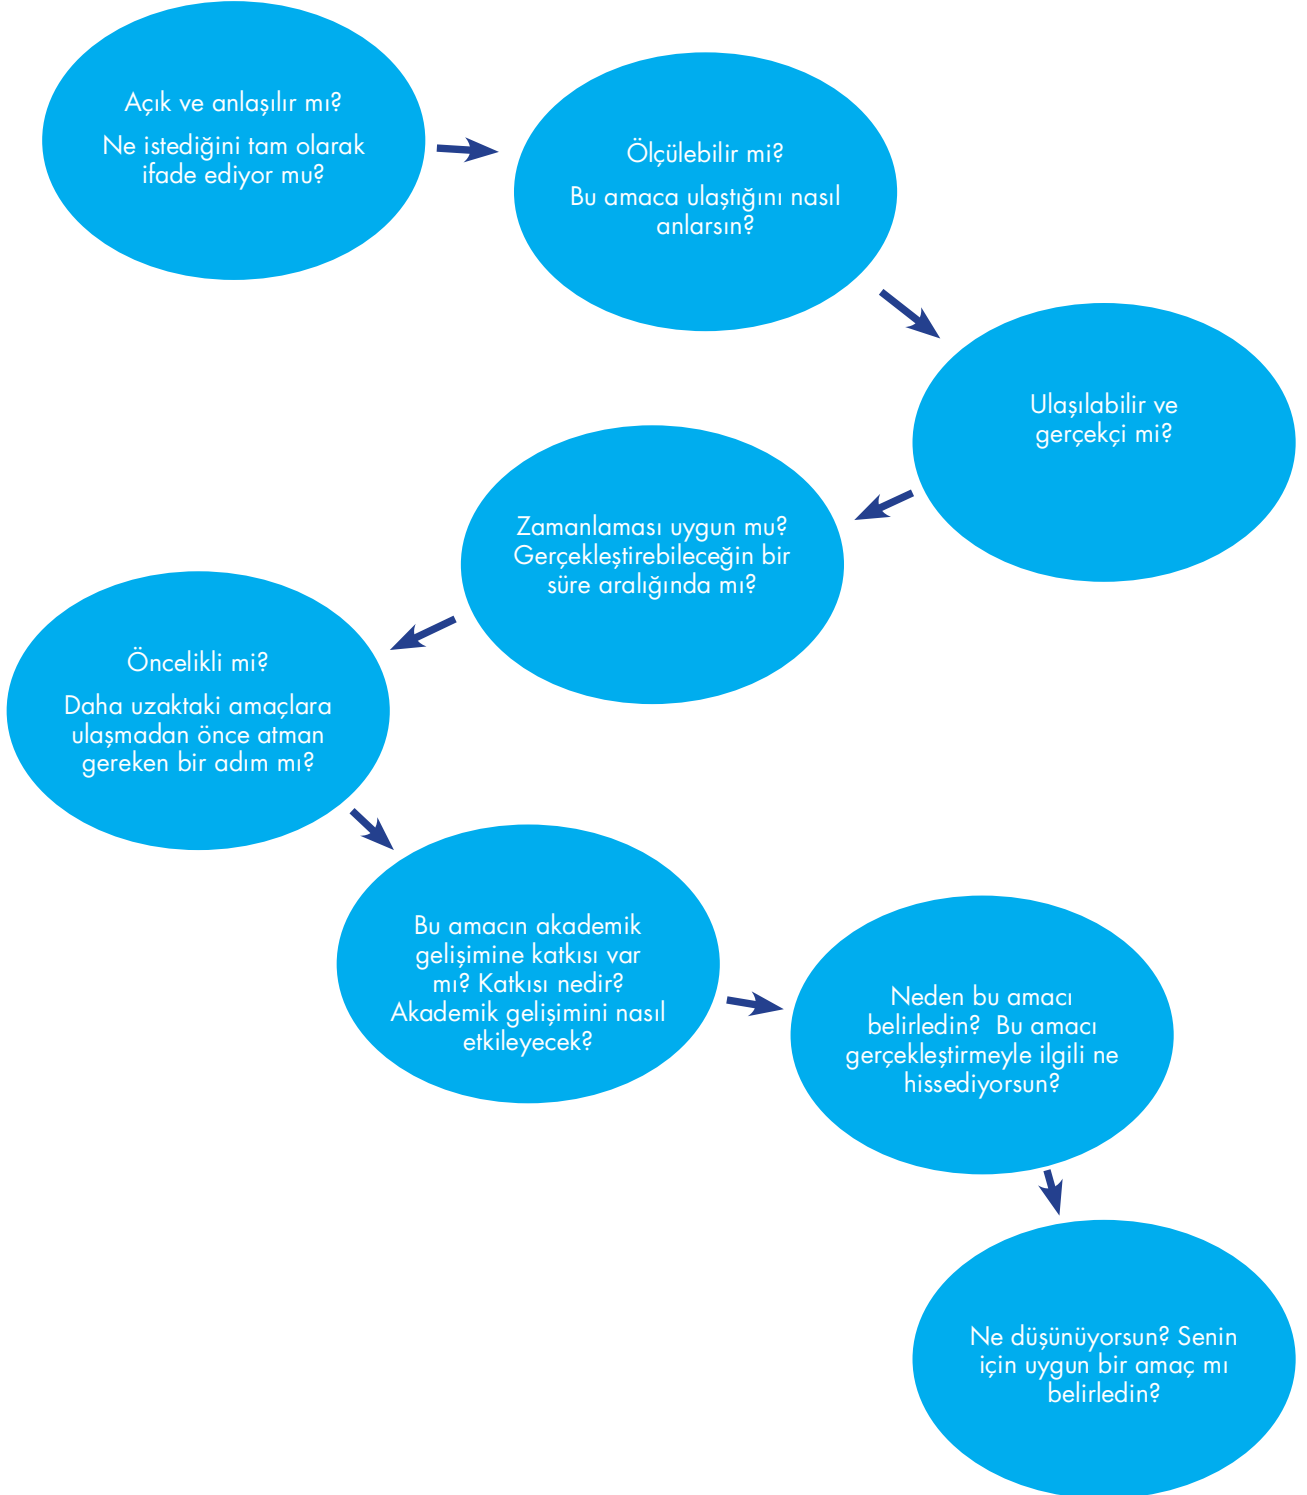 Açık ve anlaşılır mı?
Ne istediğini tam olarak
ifade ediyor mu?
Ölçülebilir mi?
Bu amaca ulaştığını nasıl
anlarsın?
Ulaşılabilir ve
gerçekçi mi?
Zamanlaması uygun mu?
Gerçekleştirebileceğin bir
süre aralığında mı?
Öncelikli mi?
Daha uzaktaki amaçlara
ulaşmadan önce atman
gereken bir adım mı?
Bu amacın akademik
gelişimine katkısı var
mı? Katkısı nedir?
Akademik gelişimini nasıl
etkileyecek?
Neden bu amacı
belirledin?  Bu amacı
gerçekleştirmeyle ilgili ne
hissediyorsun?
Ne düşünüyorsun? Senin
için uygun bir amaç mı
belirledin?